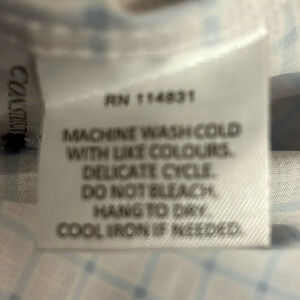 RN 114831
MACHINE WASH COLD
WITH LIKE COLOURS.
DELICATE CYCLE.
DO NOT BLEACH,
HANG TO DRY.
COOL IRON IF NEEDED.